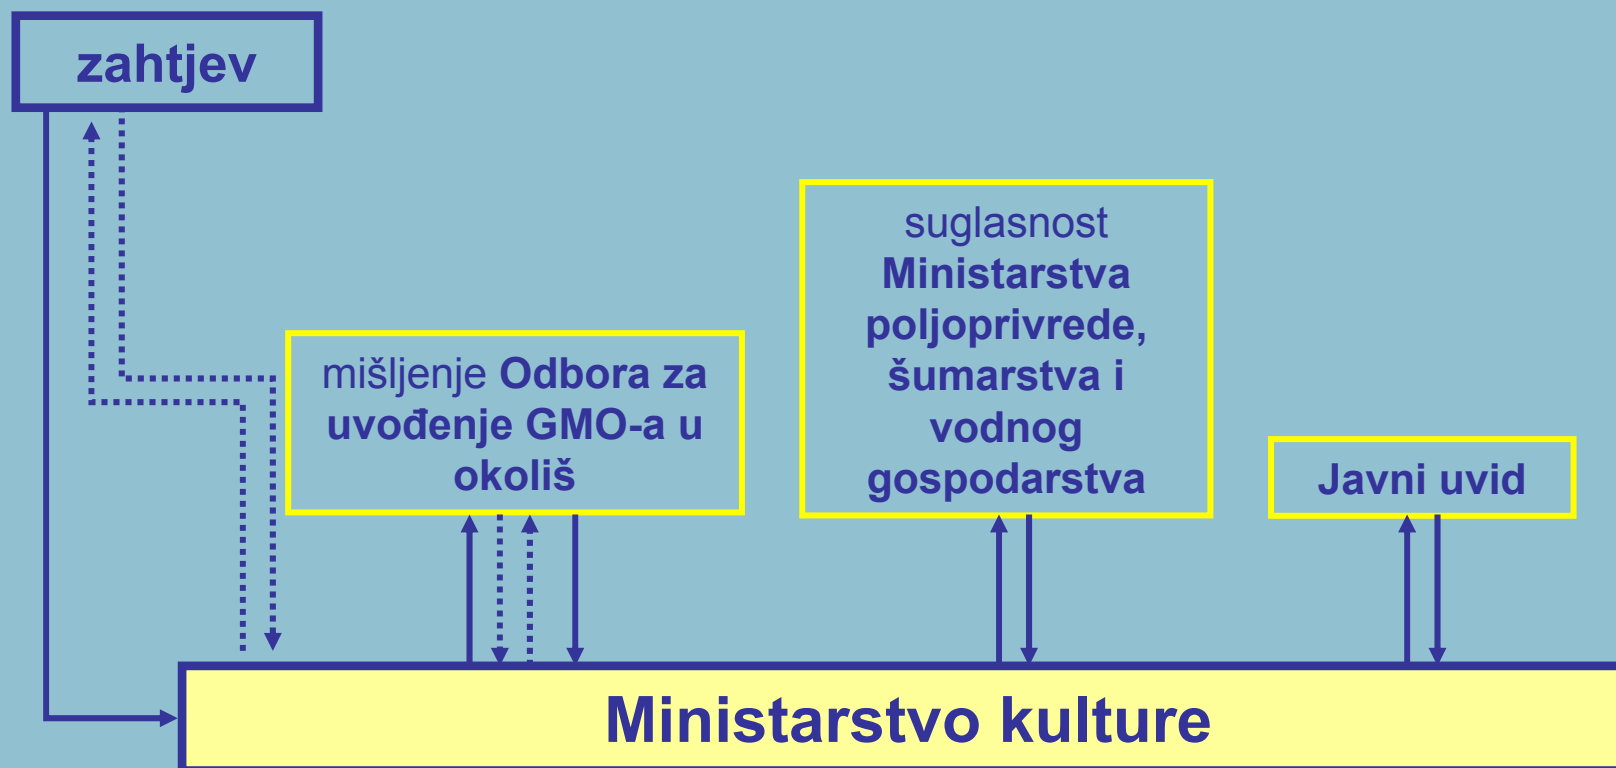 zahtjev
suglasnost
Ministarstva
poljoprivrede,
šumarstva i
vodnog
gospodarstva
mišljenje Odbora za
uvođenje GMO-a u
okoliš
Javni uvid
Ministarstvo kulture